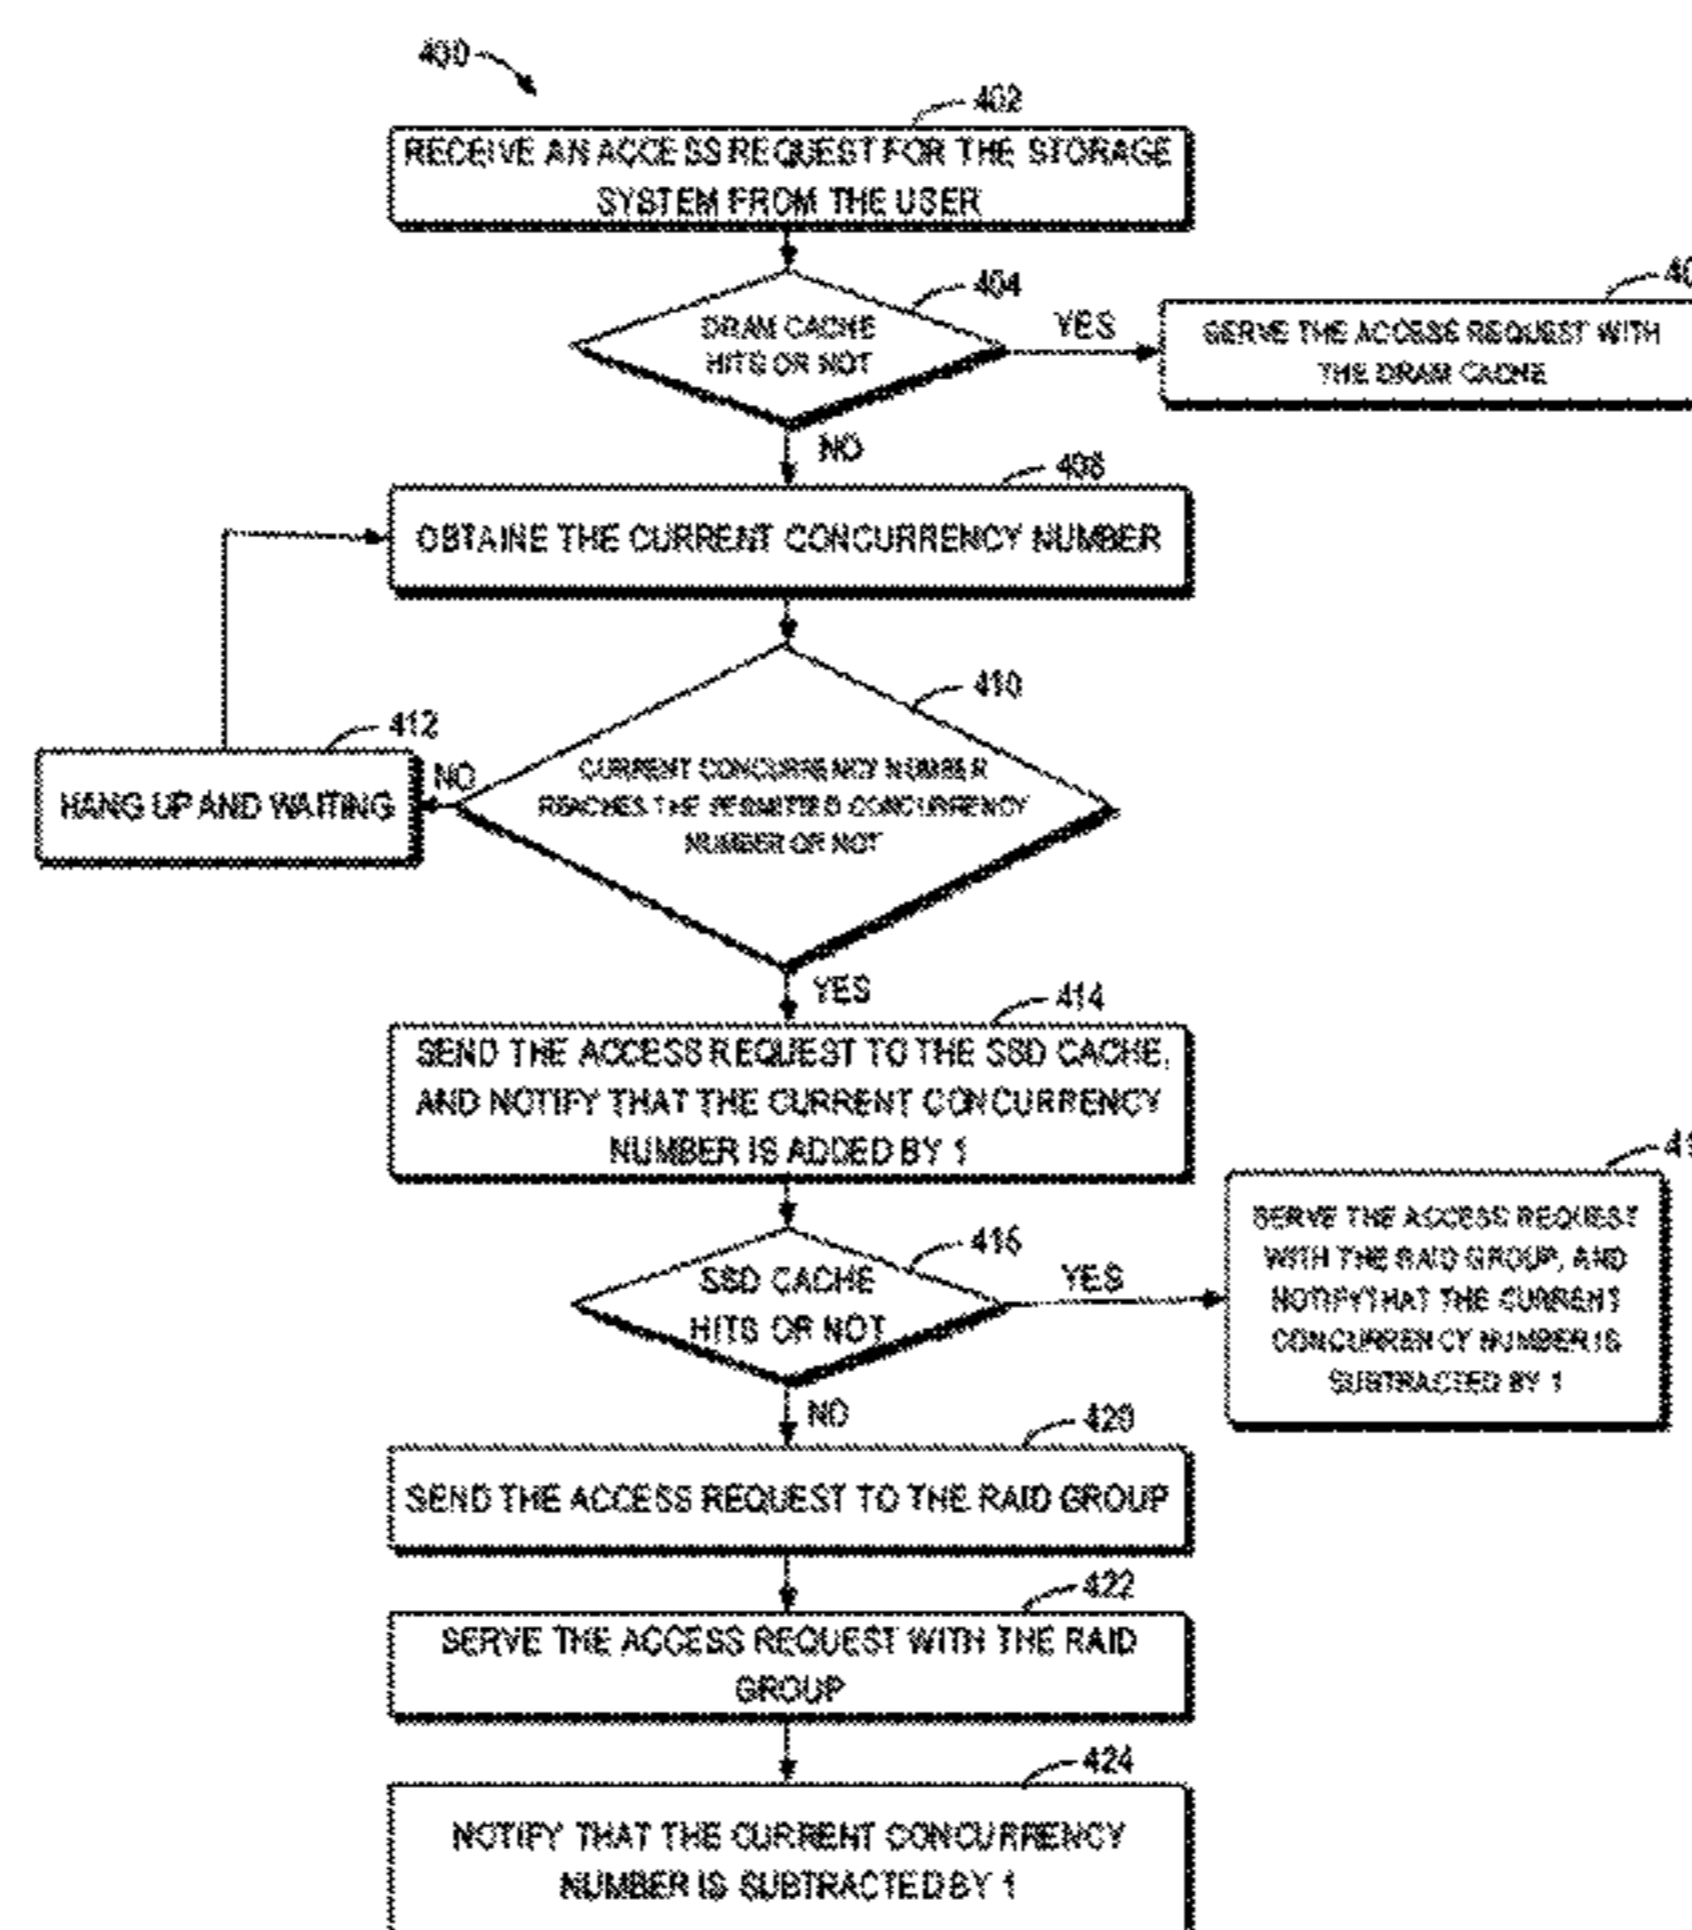 400
402
RECEIVE AN ACCESS REQUEST FOR THE STORAGE
SYSTEM FROM THE USER
404
DRAM CACHE
HITS OR NOT
YES
40
SERVE THE ACCESS REQUEST WITH
THE DRAM CACHE
NO
408
OBTAINE THE CURRENT CONCURRENCY NUMBER
410
CURRENT CONCURRENCY NUMBER
REACHES THE PERMITTED CONCURRENCY
NUMBER OR NOT
NO
412
HANG UP AND WAITING
YES
414
SEND THE ACCESS REQUEST TO THE SSD CACHE,
AND NOTIFY THAT THE CURRENT CONCURRENCY
NUMBER IS ADDED BY 1
416
SSD CACHE
HITS OR NOT
YES
41
SERVE THE ACCESS REQUEST
WITH THE RAID GROUP, AND
NOTIFY THAT THE CURRENT
CONCURRENCY NUMBER IS
SUBTRACTED BY 1
NO
420
SEND THE ACCESS REQUEST TO THE RAID GROUP
422
SERVE THE ACCESS REQUEST WITH THE RAID
GROUP
424
NOTIFY THAT THE CURRENT CONCURRENCY
NUMBER IS SUBTRACTED BY 1